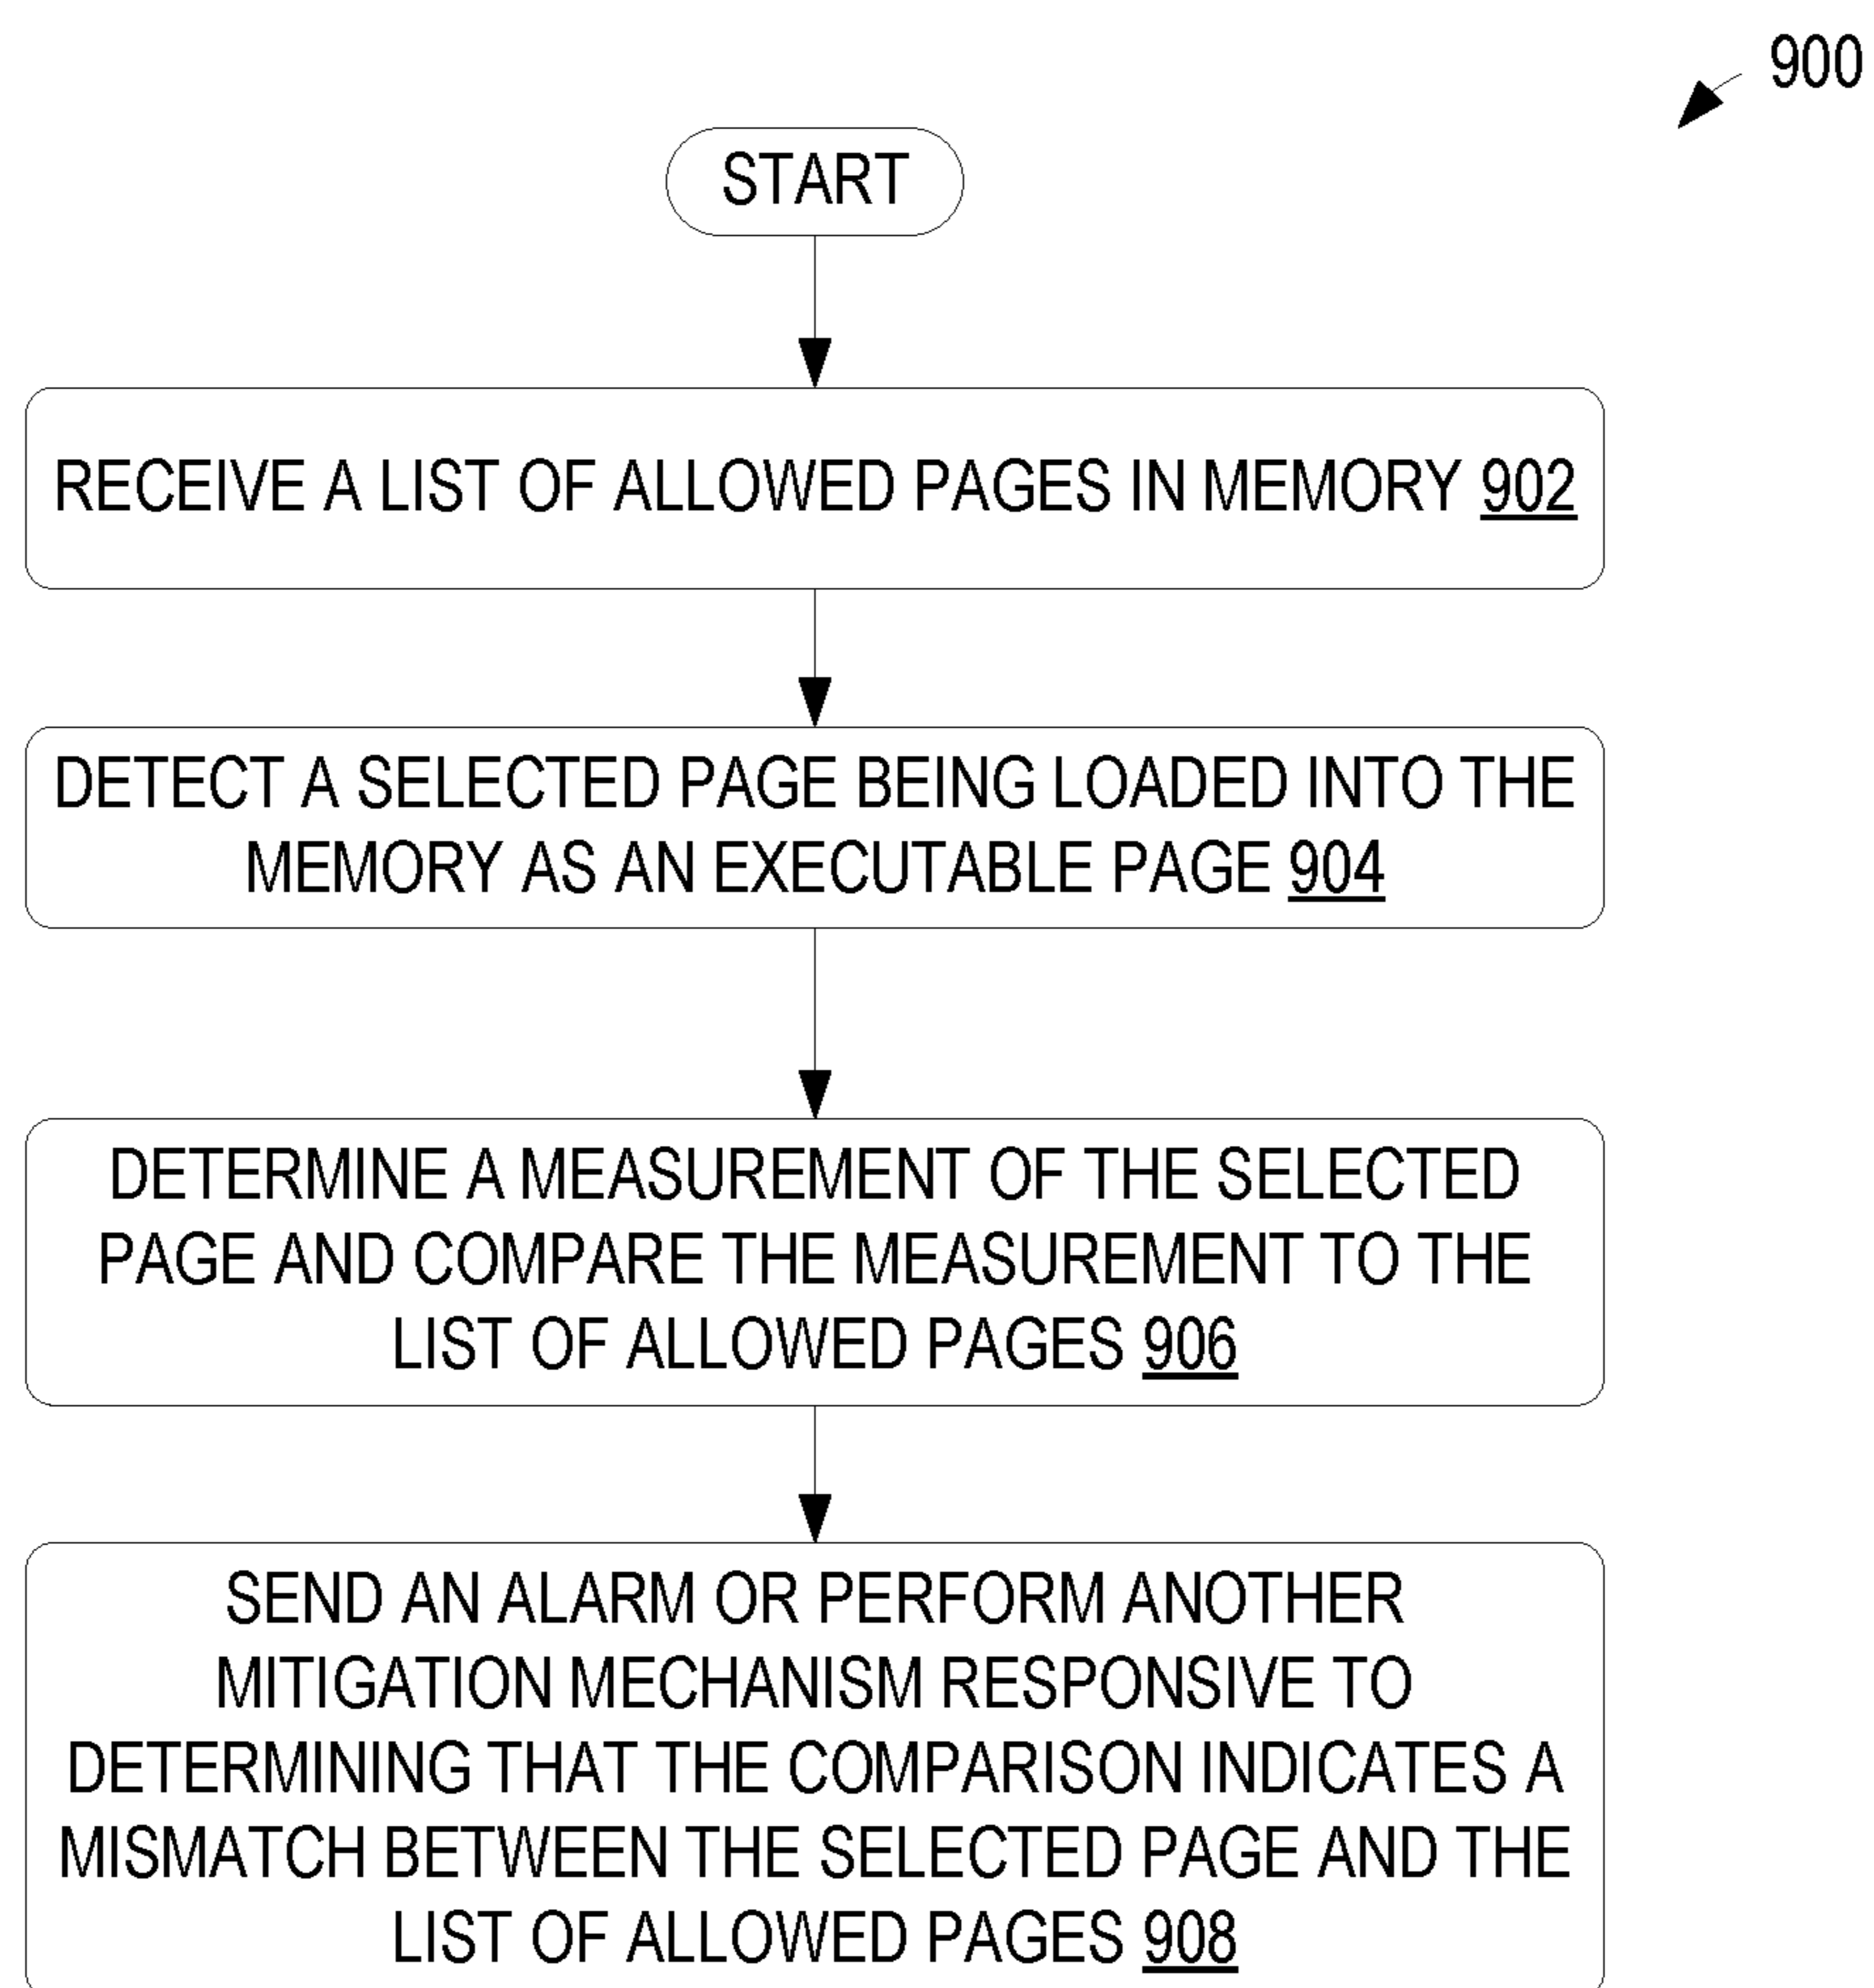 900
START
RECEIVE A LIST OF ALLOWED PAGES IN MEMORY 902
DETECT A SELECTED PAGE BEING LOADED INTO THE
MEMORY AS AN EXECUTABLE PAGE 904
DETERMINE A MEASUREMENT OF THE SELECTED
PAGE AND COMPARE THE MEASUREMENT TO THE
LIST OF ALLOWED PAGES 906
SEND AN ALARM OR PERFORM ANOTHER
MITIGATION MECHANISM RESPONSIVE TO
DETERMINING THAT THE COMPARISON INDICATES A
MISMATCH BETWEEN THE SELECTED PAGE AND THE
LIST OF ALLOWED PAGES 908